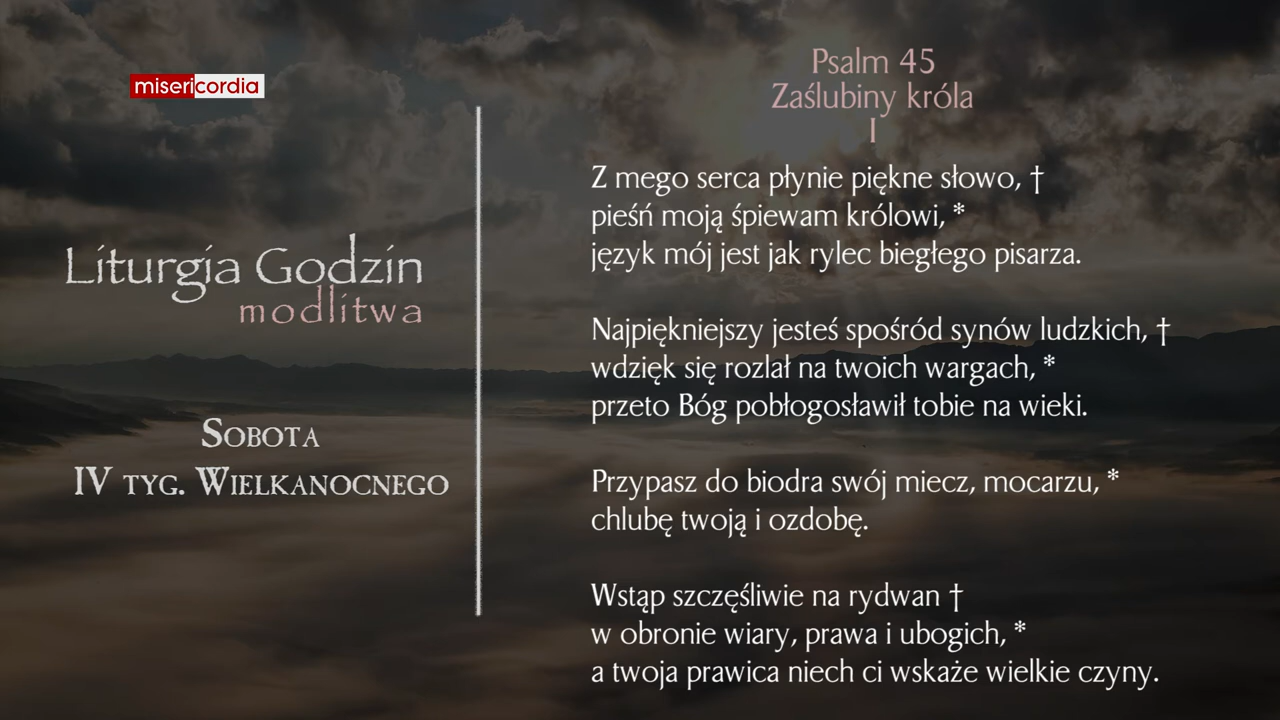 misericordia
Liturgia Godzin
modlitwa
Sobota
IV tyg. Wielkanocnego
Psalm 45
Zaślubiny króla
I
Z mego serca płynie piękne słowo, †
pieśń moją śpiewam królowi, *
język mój jest jak rylec biegłego pisarza.
Najpiękniejszy jesteś spośród synów ludzkich, †
wdzięk się rozlał na twoich wargach, *
przeto Bóg pobłogosławił tobie na wieki.
Przypasz do biodra swój miecz, mocarzu, *
chlubę twoją i ozdobę.
Wstąp szczęśliwie na rydwan †
w obronie wiary, prawa i ubogich, *
a twoja prawica niech ci wskaże wielkie czyny.